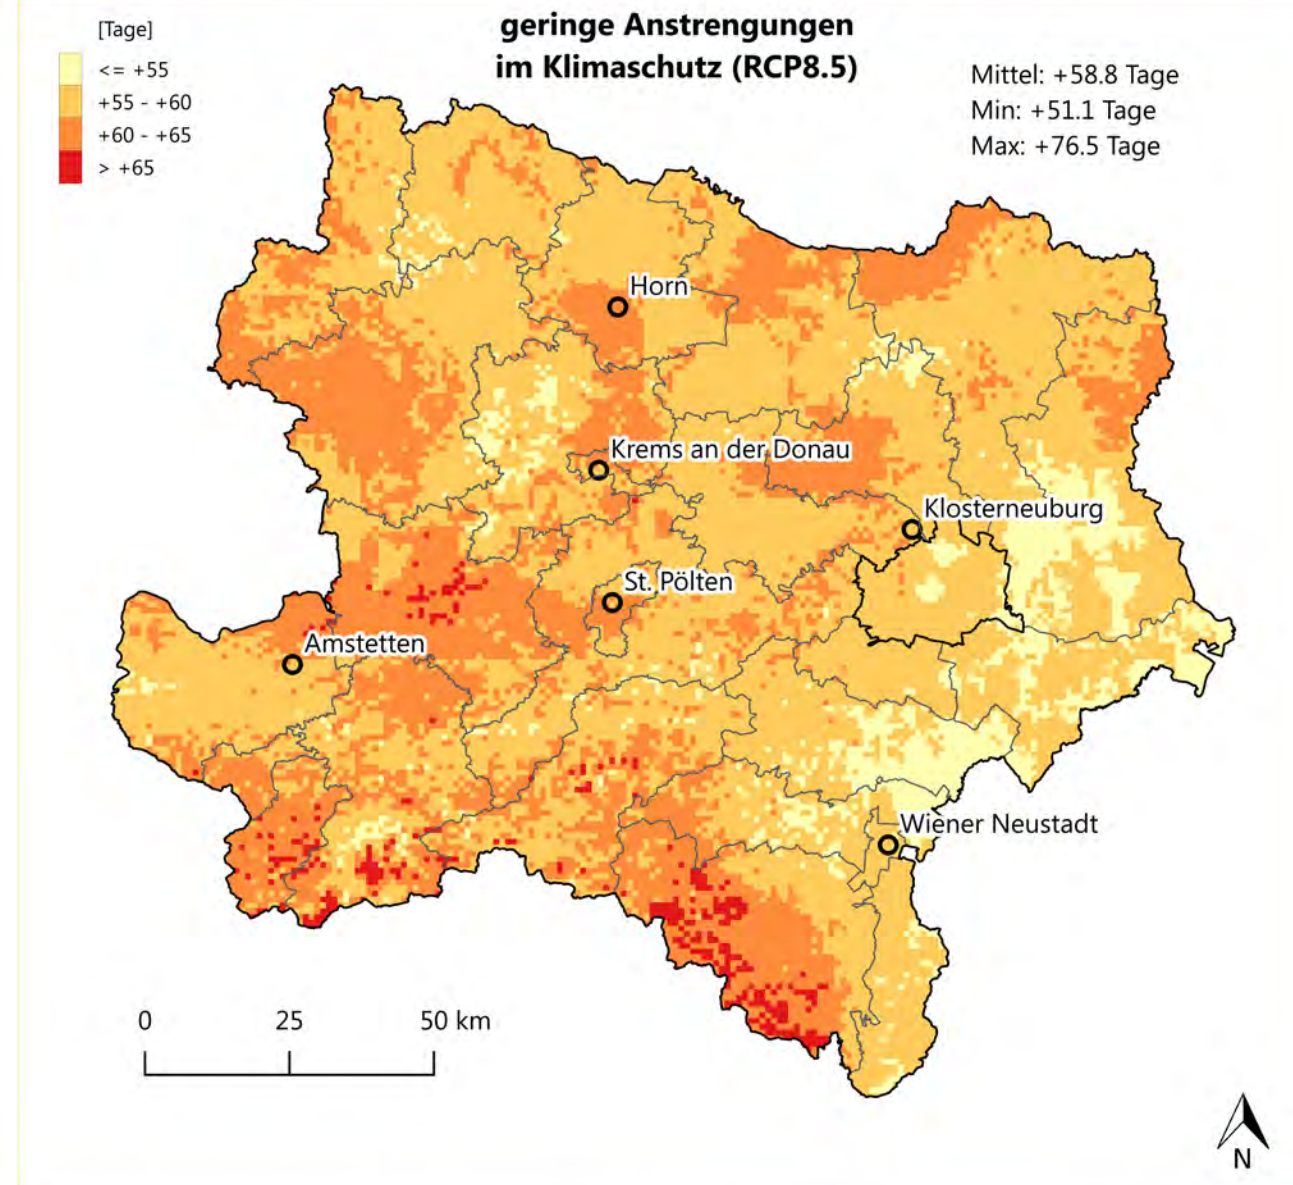 geringe Anstrengungen
im Klimaschutz (RCP8.5)
[Tage]
<= +55
+55 - +60
+60 - +65
> +65
Mittel: +58.8 Tage
Min: +51.1 Tage
Max: +76.5 Tage
Horn
Krems an der Donau
Klosterneuburg
St. Pölten
Amstetten
Wiener Neustadt
0 25 50 km
N